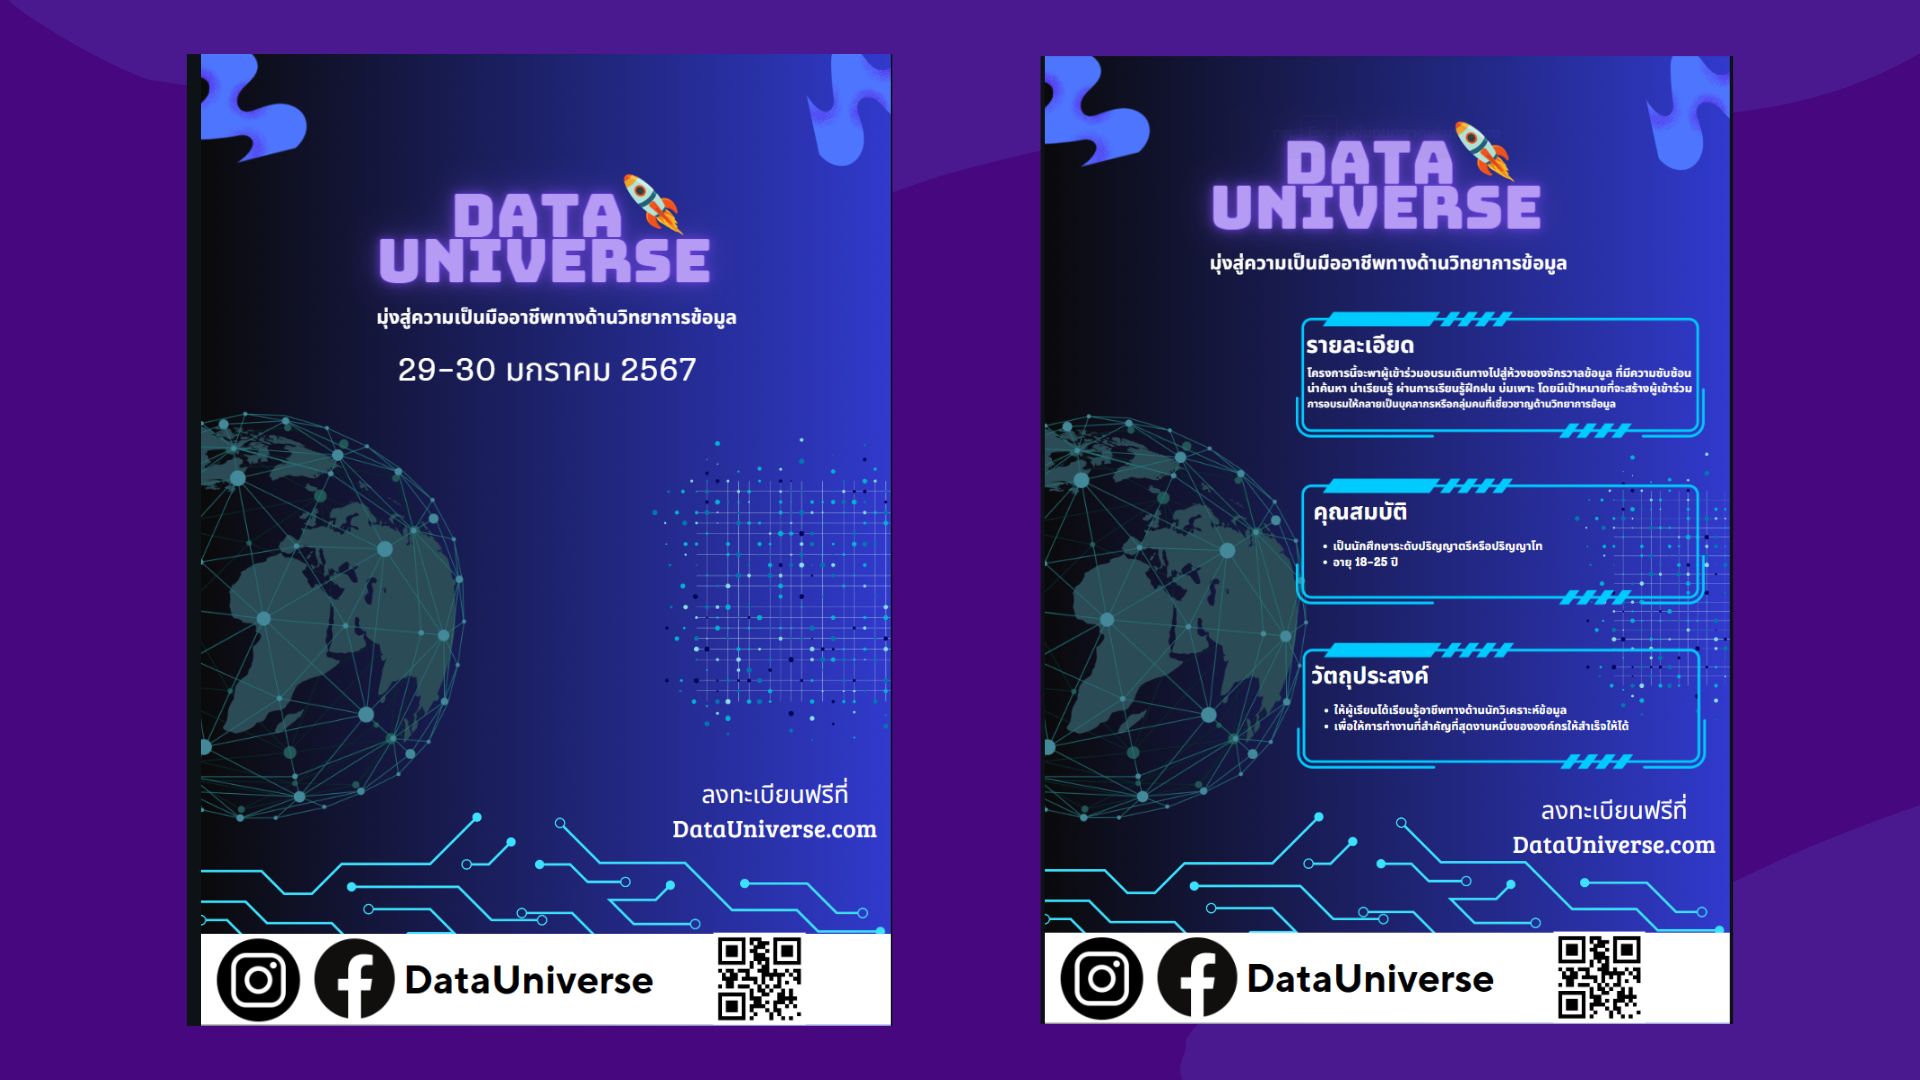 DATA
UNIVERSE
มุ่งสู่ความเป็นมืออาชีพทางด้านวิทยาการข้อมูล
29-30 มกราคม 2567
ลงทะเบียนฟรีที่
DataUniverse.com
DataUniverse
DATA
UNIVERSE
มุ่งสู่ความเป็นมืออาชีพทางด้านวิทยาการข้อมูล
รายละเอียด
โครงการนี้จะพาผู้เข้าร่วมอบรมเดินทางไปสู่ห้วงของจักรวาลข้อมูล ที่มีความซับซ้อน
น่าค้นหา น่าเรียนรู้ ผ่านการเรียนรู้ฝึกฝน บ่มเพาะ โดยมีเป้าหมายที่จะสร้างผู้เข้าร่วม
การอบรมให้กลายเป็นบุคลากรหรือกลุ่มคนที่เชี่ยวชาญด้านวิทยาการข้อมูล
คุณสมบัติ
• เป็นนักศึกษาระดับปริญญาตรีหรือปริญญาโท
• อายุ 18-25 ปี
วัตถุประสงค์
• ให้ผู้เรียนได้เรียนรู้อาชีพทางด้านนักวิเคราะห์ข้อมูล
• เพื่อให้การทำงานที่สำคัญที่สุดงานหนึ่งขององค์กรให้สำเร็จให้ได้
ลงทะเบียนฟรีที่
DataUniverse.com
DataUniverse